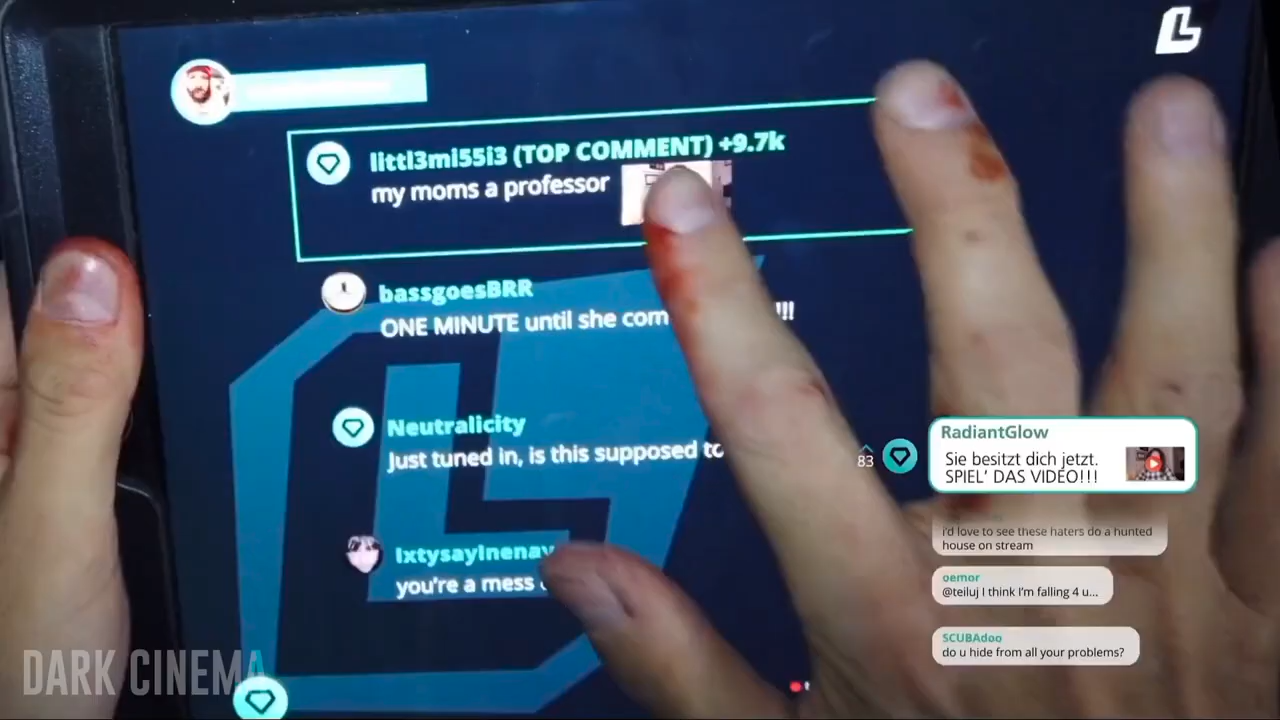 littl3mi55i3 (TOP COMMENT) +9.7k
my moms a professor
bassgoesBRR
ONE MINUTE until she com !!!
Neutralicity
Just tuned in, is this supposed to
you're a mess
83
RadiantGlow
Sie besitzt dich jetzt.
SPIEL' DAS VIDEO!!!
i'd love to see these haters do a hunted
house on stream
oemor
@teiluj I think I'm falling 4 u...
SCUBAdoo
do u hide from all your problems?
DARK CINEMA